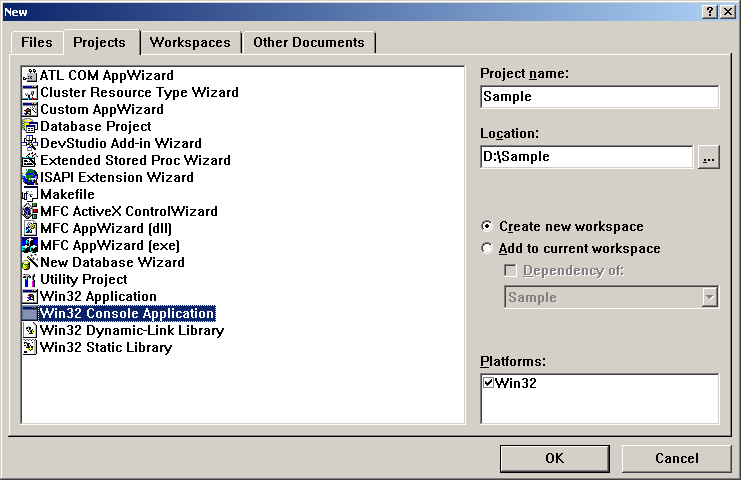 New
Files
Projects
Workspaces
Other Documents
ATL COM AppWizard
Cluster Resource Type Wizard
Custom AppWizard
Database Project
DevStudio Add-in Wizard
Extended Stored Proc Wizard
ISAPI Extension Wizard
Makefile
MFC ActiveX ControlWizard
MFC AppWizard (dll)
MFC AppWizard (exe)
New Database Wizard
Utility Project
Win32 Application
Win32 Console Application
Win32 Dynamic-Link Library
Win32 Static Library
Project name:
Sample
Location:
D:\Sample
...
Create new workspace
Add to current workspace
Dependency of:
Sample
Platforms:
Win32
OK
Cancel